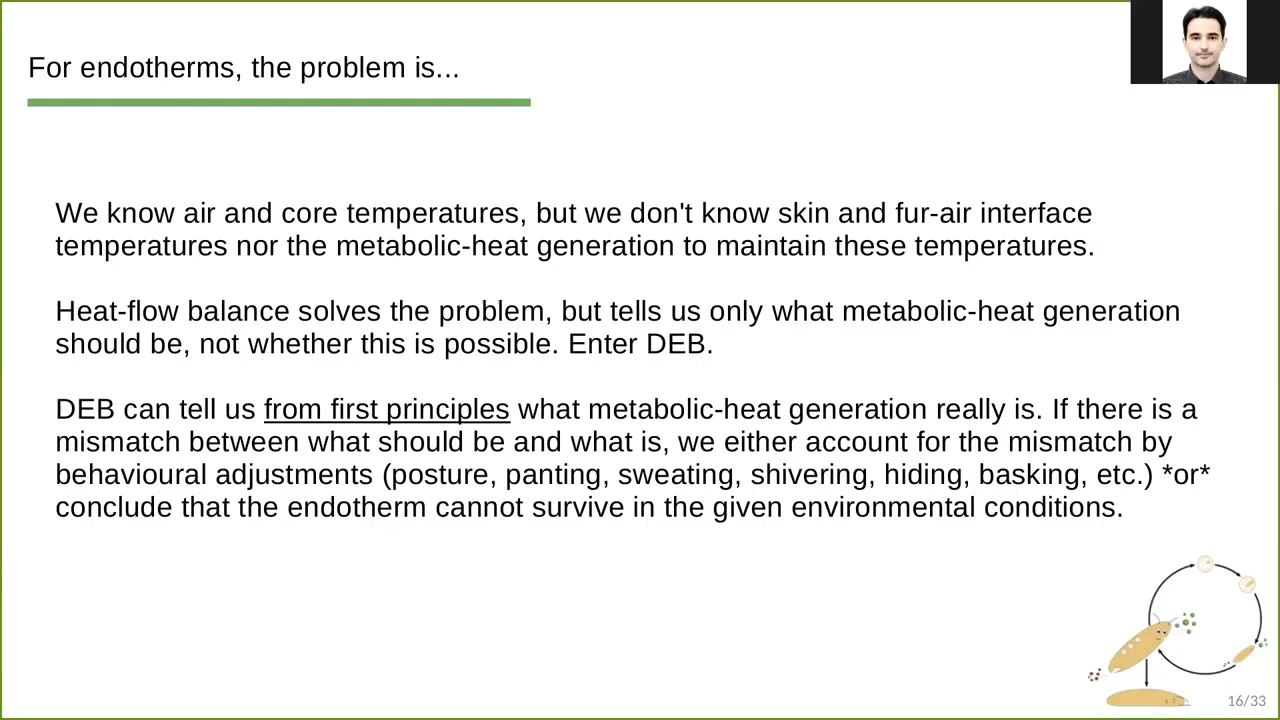 For endotherms, the problem is...
We know air and core temperatures, but we don't know skin and fur-air interface
temperatures nor the metabolic-heat generation to maintain these temperatures.
Heat-flow balance solves the problem, but tells us only what metabolic-heat generation
should be, not whether this is possible. Enter DEB.
DEB can tell us from first principles what metabolic-heat generation really is. If there is a
mismatch between what should be and what is, we either account for the mismatch by
behavioural adjustments (posture, panting, sweating, shivering, hiding, basking, etc.) *or*
conclude that the endotherm cannot survive in the given environmental conditions.
16/33